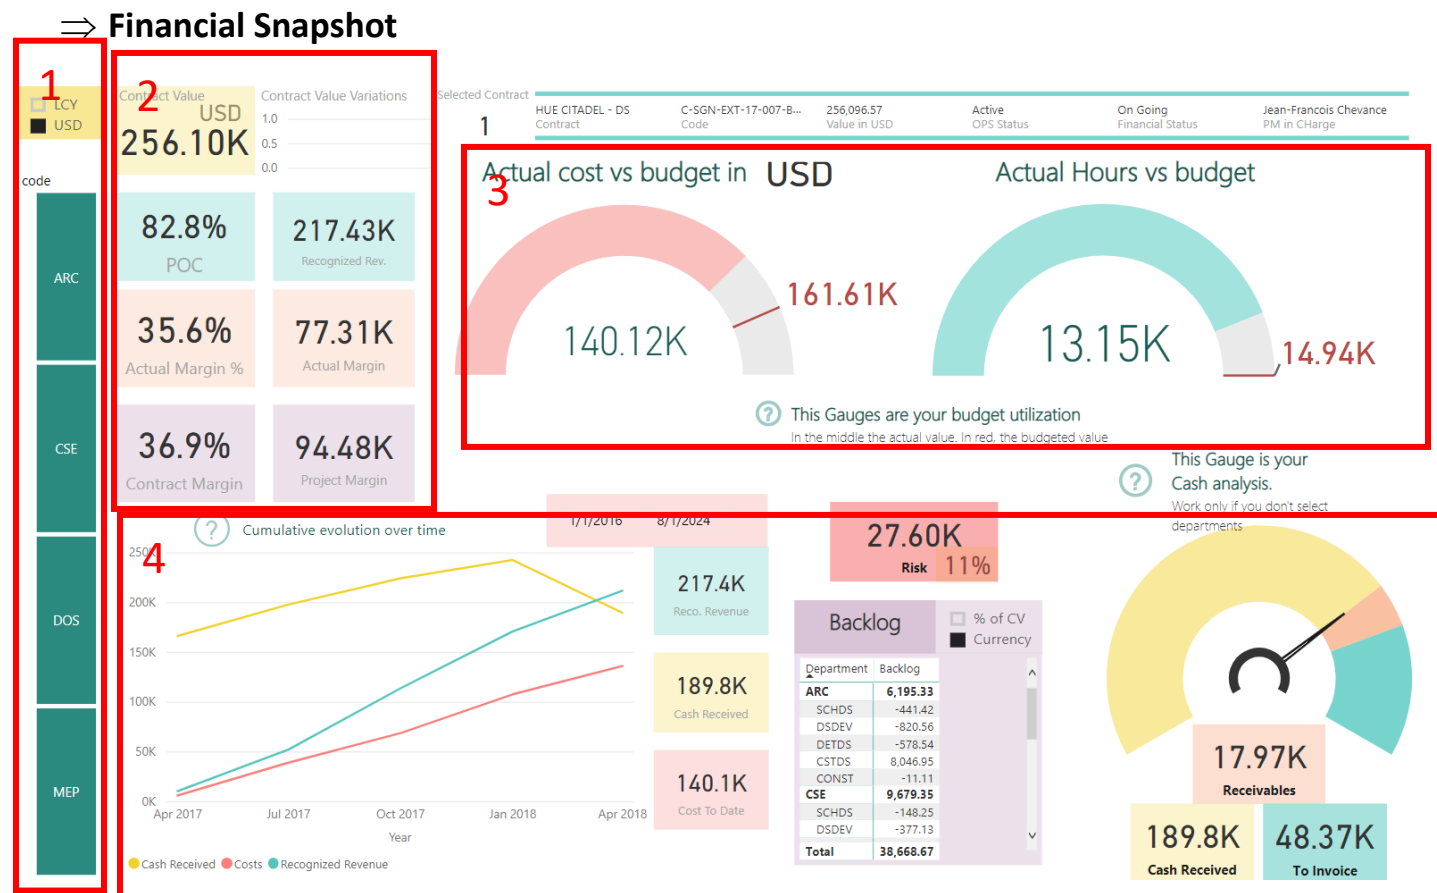 ⇒ Financial Snapshot
1
LCY
USD
code
ARC
CSE
DOS
MEP
2
Contract Value
USD
256.10K
Contract Value Variations
1.0
0.5
0.0
82.8%
POC
217.43K
Recognized Rev.
35.6%
Actual Margin %
77.31K
Actual Margin
36.9%
Contract Margin
94.48K
Project Margin
Selected Contract
1
HUE CITADEL - DS
Contract
C-SGN-EXT-17-007-B...
Code
256,096.57
Value in USD
Active
OPS Status
On Going
Financial Status
Jean-Francois Chevance
PM in CHarge
3
Actual cost vs budget in USD
140.12K
161.61K
Actual Hours vs budget
13.15K
14.94K
? This Gauges are your budget utilization
In the middle the actual value. In red, the budgeted value
4
? Cumulative evolution over time
250K
200K
150K
100K
50K
0K
Apr 2017 Jul 2017 Oct 2017 Jan 2018 Apr 2018
Year
Cash Received Costs Recognized Revenue
1/1/2016 8/1/2024
217.4K
Reco. Revenue
189.8K
Cash Received
140.1K
Cost To Date
27.60K
Risk 11%
Backlog
% of CV
Currency
Department Backlog
ARC 6,195.33
SCHDS -441.42
DSDEV -820.56
DETDS -578.54
CSTDS 8,046.95
CONST -11.11
CSE 9,679.35
SCHDS -148.25
DSDEV -377.13
Total 38,668.67
? This Gauge is your
Cash analysis.
Work only if you don't select
departments
17.97K
Receivables
189.8K
Cash Received
48.37K
To Invoice